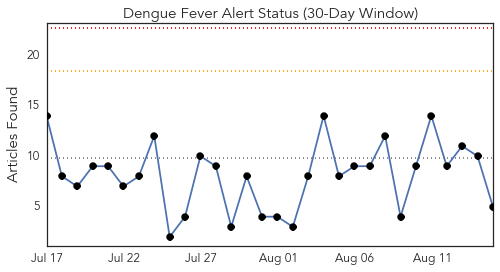 Dengue Fever Alert Status (30-Day Window)
Articles Found
20
15
10
5
Jul 17 Jul 22 Jul 27 Aug 01 Aug 06 Aug 11